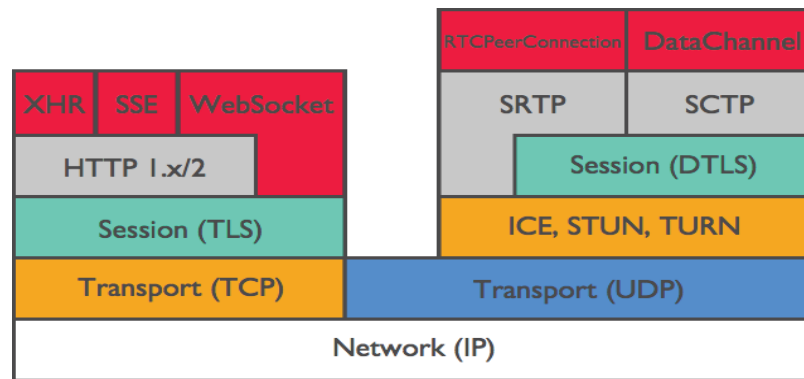 RTCPeerConnection DataChannel
XHR SSE WebSocket SRTP SCTP
HTTP 1.x/2 Session (DTLS)
Session (TLS) ICE, STUN, TURN
Transport (TCP) Transport (UDP)
Network (IP)